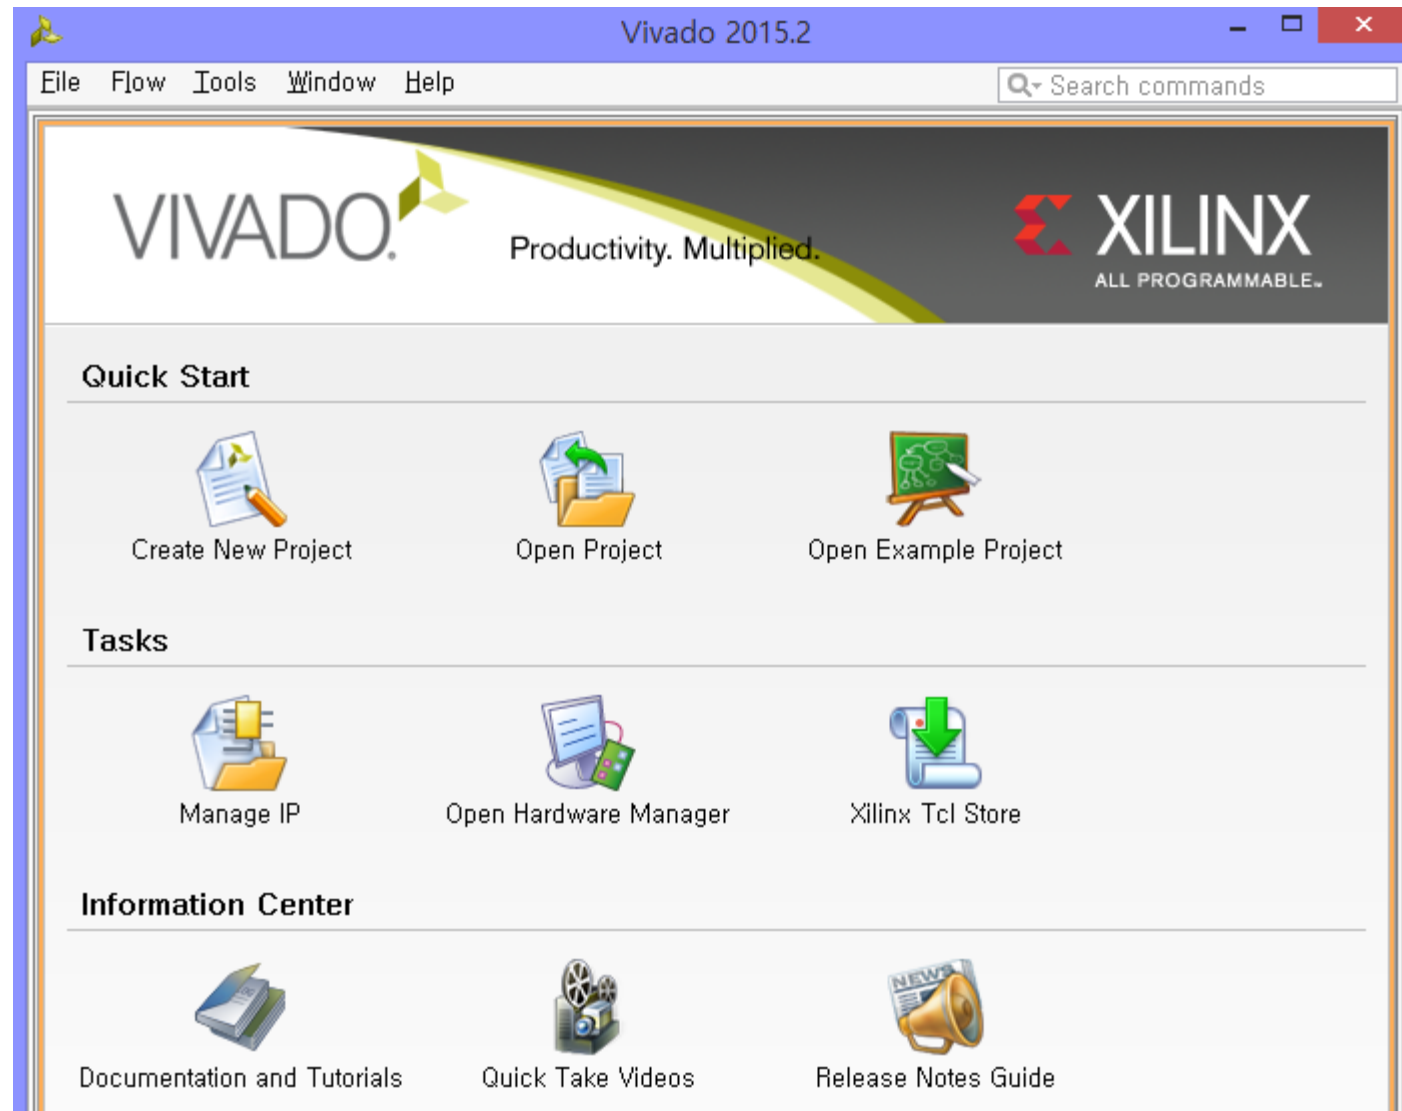 Vivado 2015.2
File Flow Tools Window Help Search commands
VIVADO.
Productivity. Multiplied.
XILINX
ALL PROGRAMMABLE™
Quick Start
Create New Project
Open Project
Open Example Project
Tasks
Manage IP
Open Hardware Manager
Xilinx Tcl Store
Information Center
NEWS
Documentation and Tutorials
Quick Take Videos
Release Notes Guide